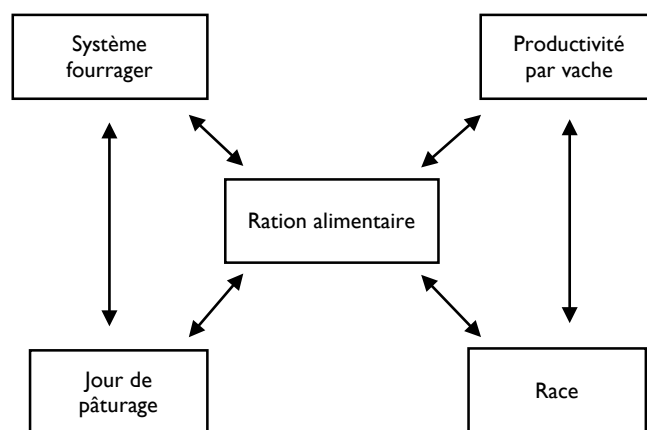 Système
fourrager
Productivité
par vache
Ration alimentaire
Jour de
pâturage
Race